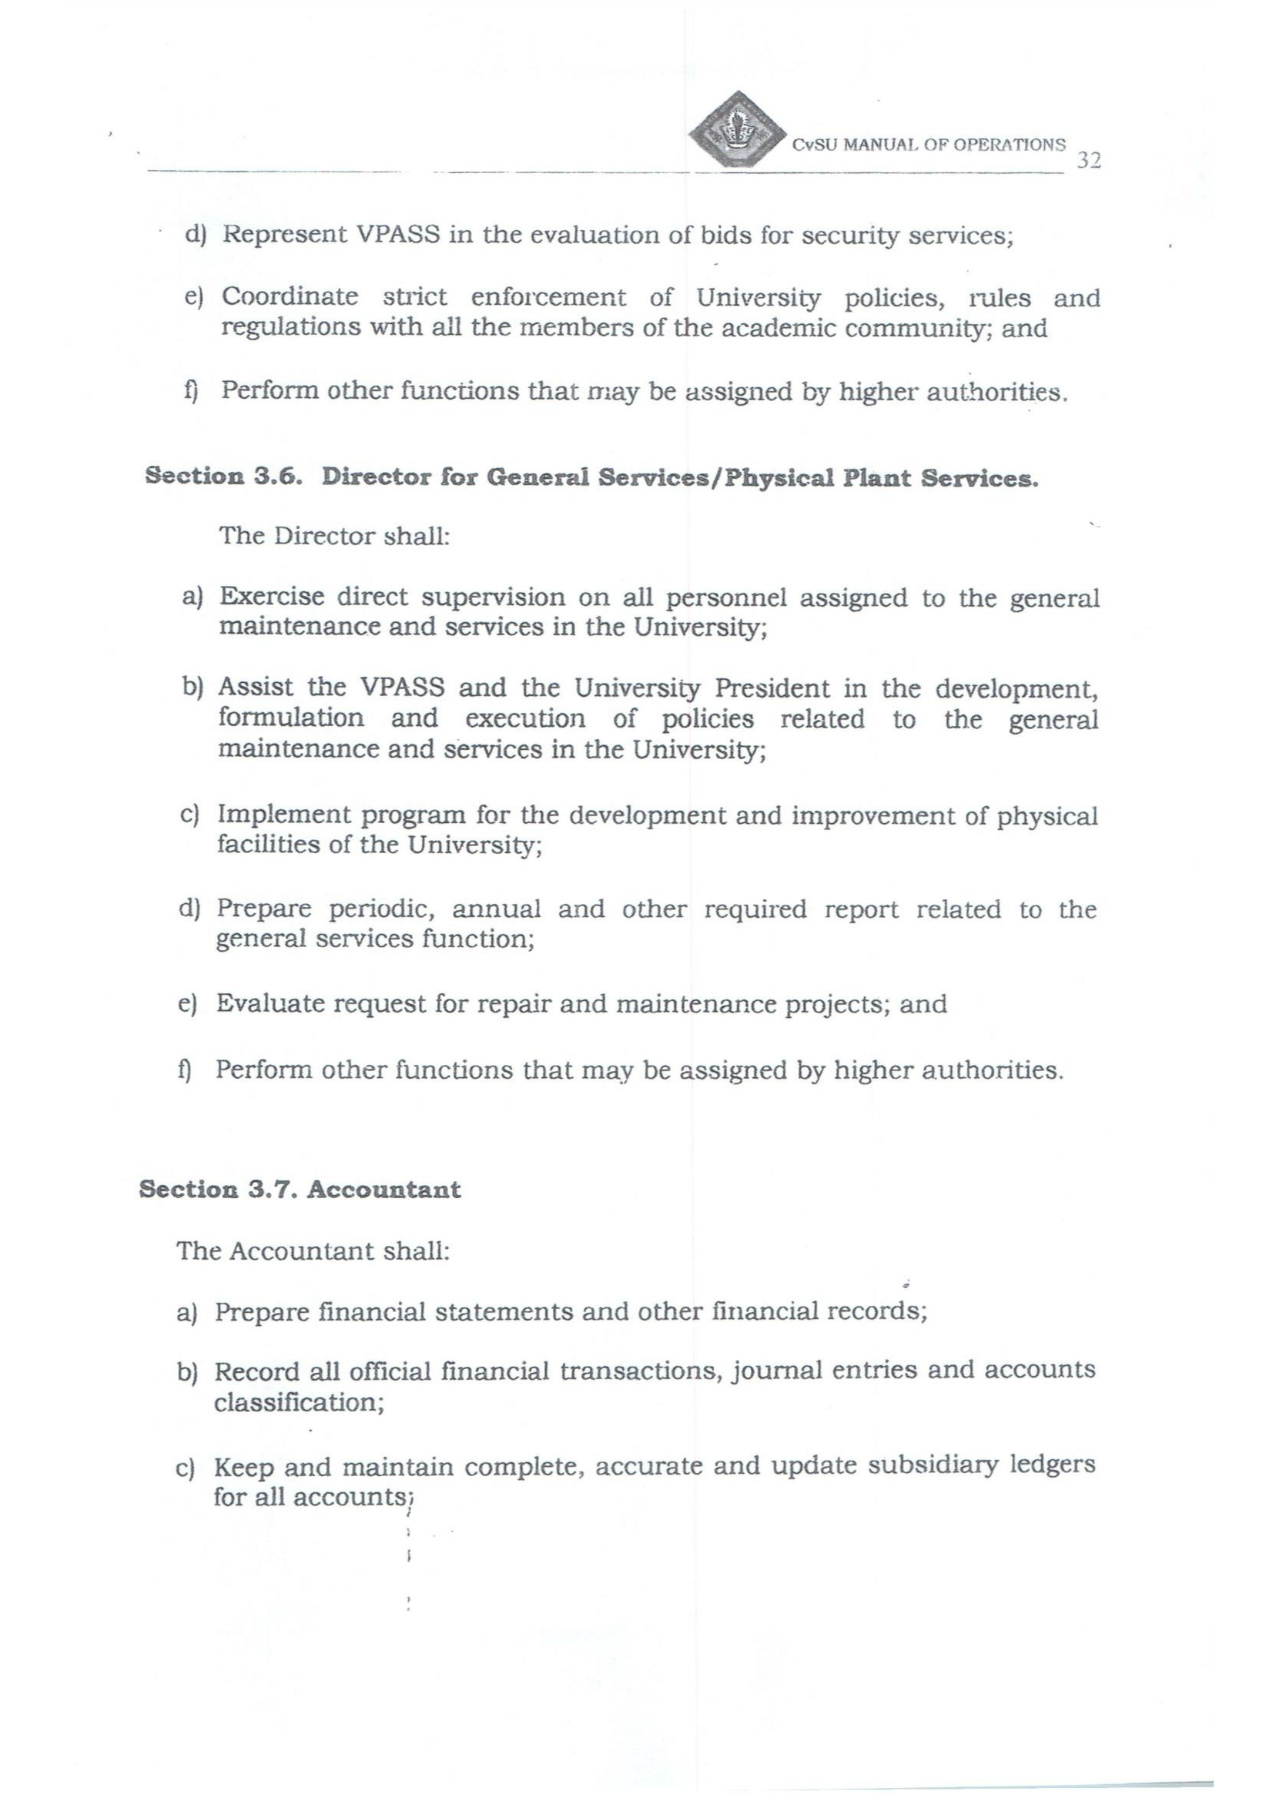 CvSU MANUAL OF OPERATIONS
32
d) Represent VPASS in the evaluation of bids for security services;
e) Coordinate strict enforcement of University policies, rules and
regulations with all the members of the academic community; and
f) Perform other functions that may be assigned by higher authorities.
Section 3.6. Director for General Services/Physical Plant Services.
The Director shall:
a) Exercise direct supervision on all personnel assigned to the general
maintenance and services in the University;
b) Assist the VPASS and the University President in the development,
formulation and execution of policies related to the general
maintenance and services in the University;
c) Implement program for the development and improvement of physical
facilities of the University;
d) Prepare periodic, annual and other required report related to the
general services function;
e) Evaluate request for repair and maintenance projects; and
f) Perform other functions that may be assigned by higher authorities.
Section 3.7. Accountant
The Accountant shall:
a) Prepare financial statements and other financial records;
b) Record all official financial transactions, journal entries and accounts
classification;
c) Keep and maintain complete, accurate and update subsidiary ledgers
for all accounts;